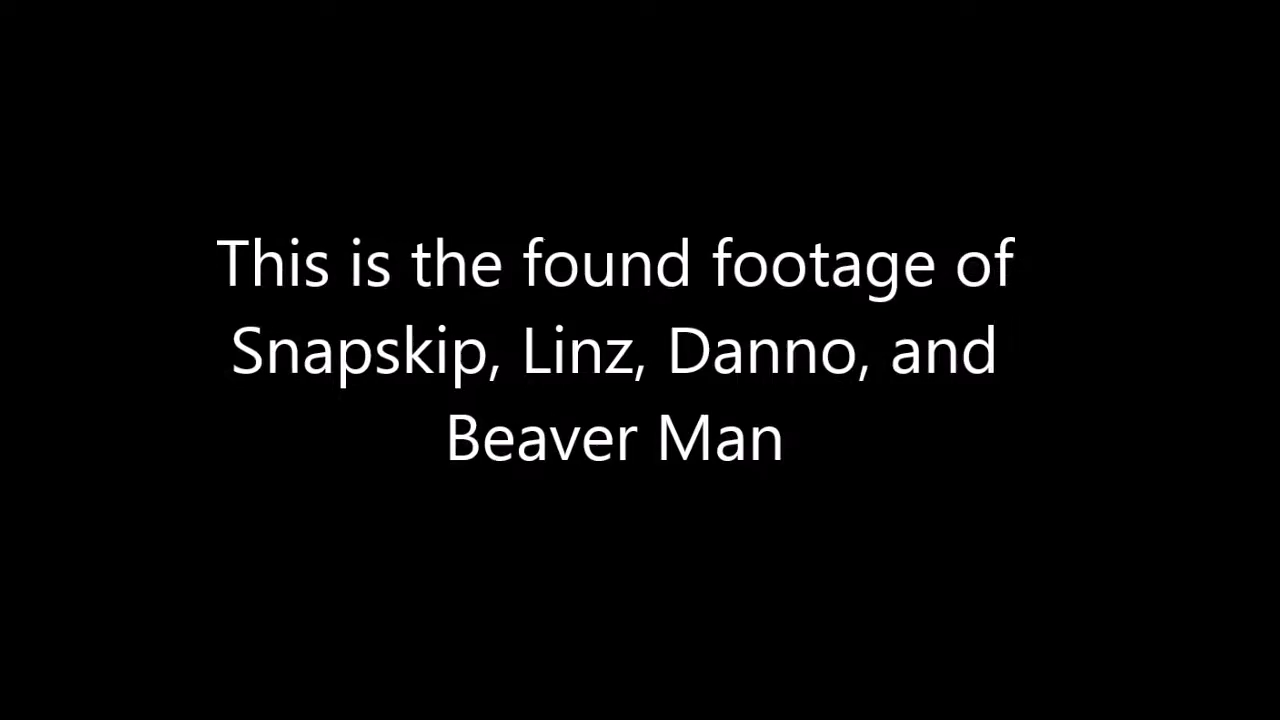 This is the found footage of
Snapskip, Linz, Danno, and
Beaver Man